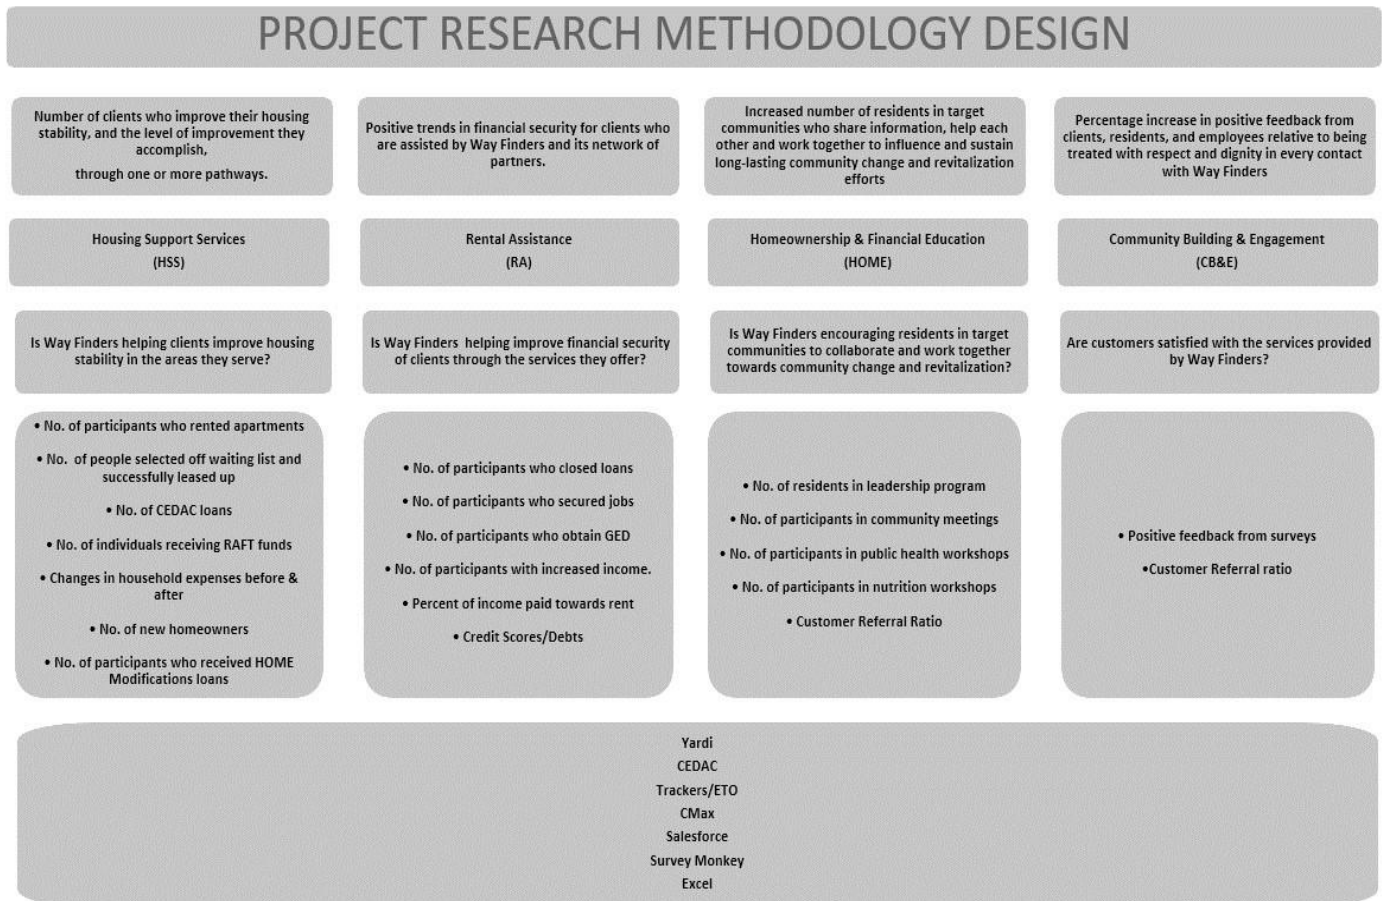 PROJECT RESEARCH METHODOLOGY DESIGN
Number of clients who improve their housing
stability, and the level of improvement they
accomplish,
through one or more pathways.
Positive trends in financial security for clients who
are assisted by Way Finders and its network of
partners.
Increased number of residents in target
communities who share information, help each
other and work together to influence and sustain
long-lasting community change and revitalization
efforts
Percentage increase in positive feedback from
clients, residents, and employees relative to being
treated with respect and dignity in every contact
with Way Finders
Housing Support Services
(HSS)
Rental Assistance
(RA)
Homeownership & Financial Education
(HOME)
Community Building & Engagement
(CB&E)
Is Way Finders helping clients improve housing
stability in the areas they serve?
Is Way Finders helping improve financial security
of clients through the services they offer?
Is Way Finders encouraging residents in target
communities to collaborate and work together
towards community change and revitalization?
Are customers satisfied with the services provided
by Way Finders?
• No. of participants who rented apartments
• No. of people selected off waiting list and
successfully leased up
• No. of CEDAC loans
• No. of individuals receiving RAFT funds
• Changes in household expenses before &
after
• No. of new homeowners
• No. of participants who received HOME
Modifications loans
• No. of participants who closed loans
• No. of participants who secured jobs
• No. of participants who obtain GED
• No. of participants with increased income.
• Percent of income paid towards rent
• Credit Scores/Debts
• No. of residents in leadership program
• No. of participants in community meetings
• No. of participants in public health workshops
• No. of participants in nutrition workshops
• Customer Referral Ratio
• Positive feedback from surveys
•Customer Referral ratio
Yardi
CEDAC
Trackers/ETO
CMax
Salesforce
Survey Monkey
Excel